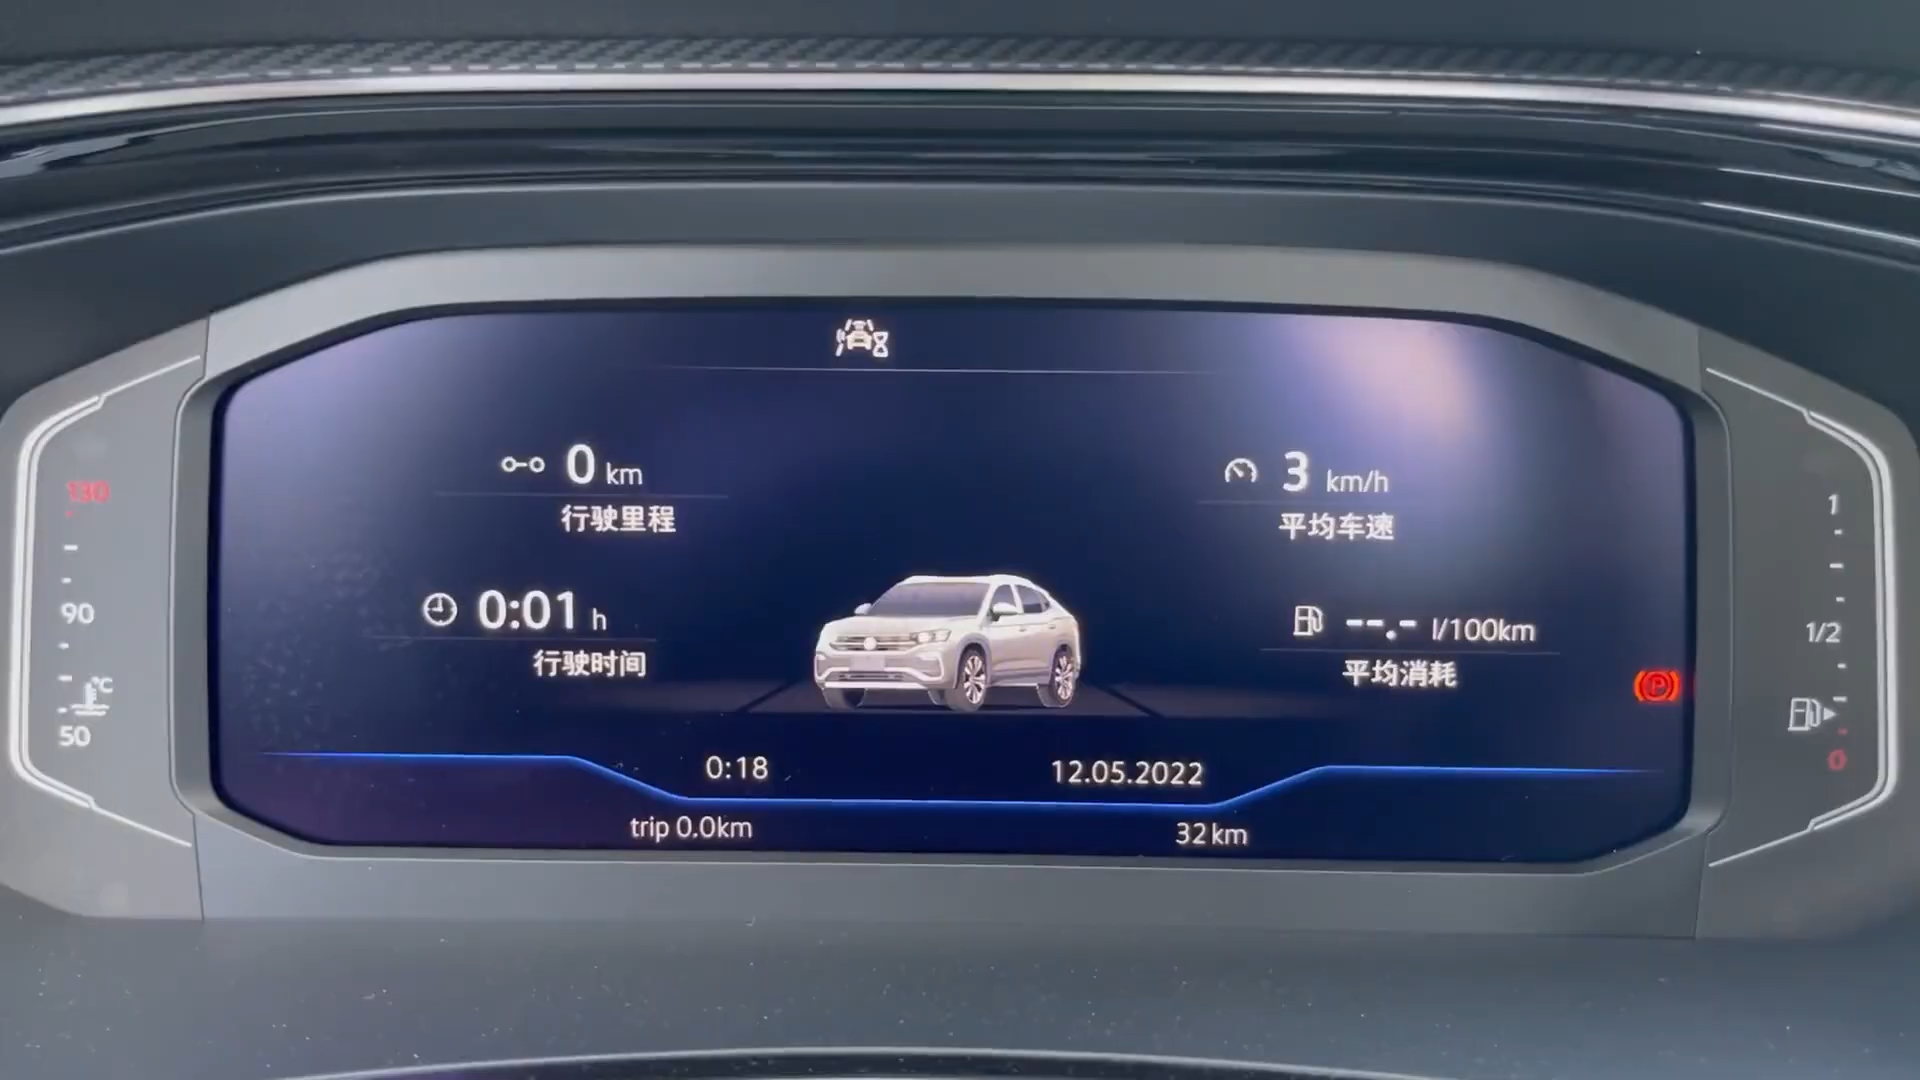 0 km
行驶里程
3 km/h
平均车速
0:01 h
行驶时间
--.- l/100km
平均消耗
0:18
12.05.2022
trip 0.0km
32 km
130
90
°C
50
1
1/2
0
P